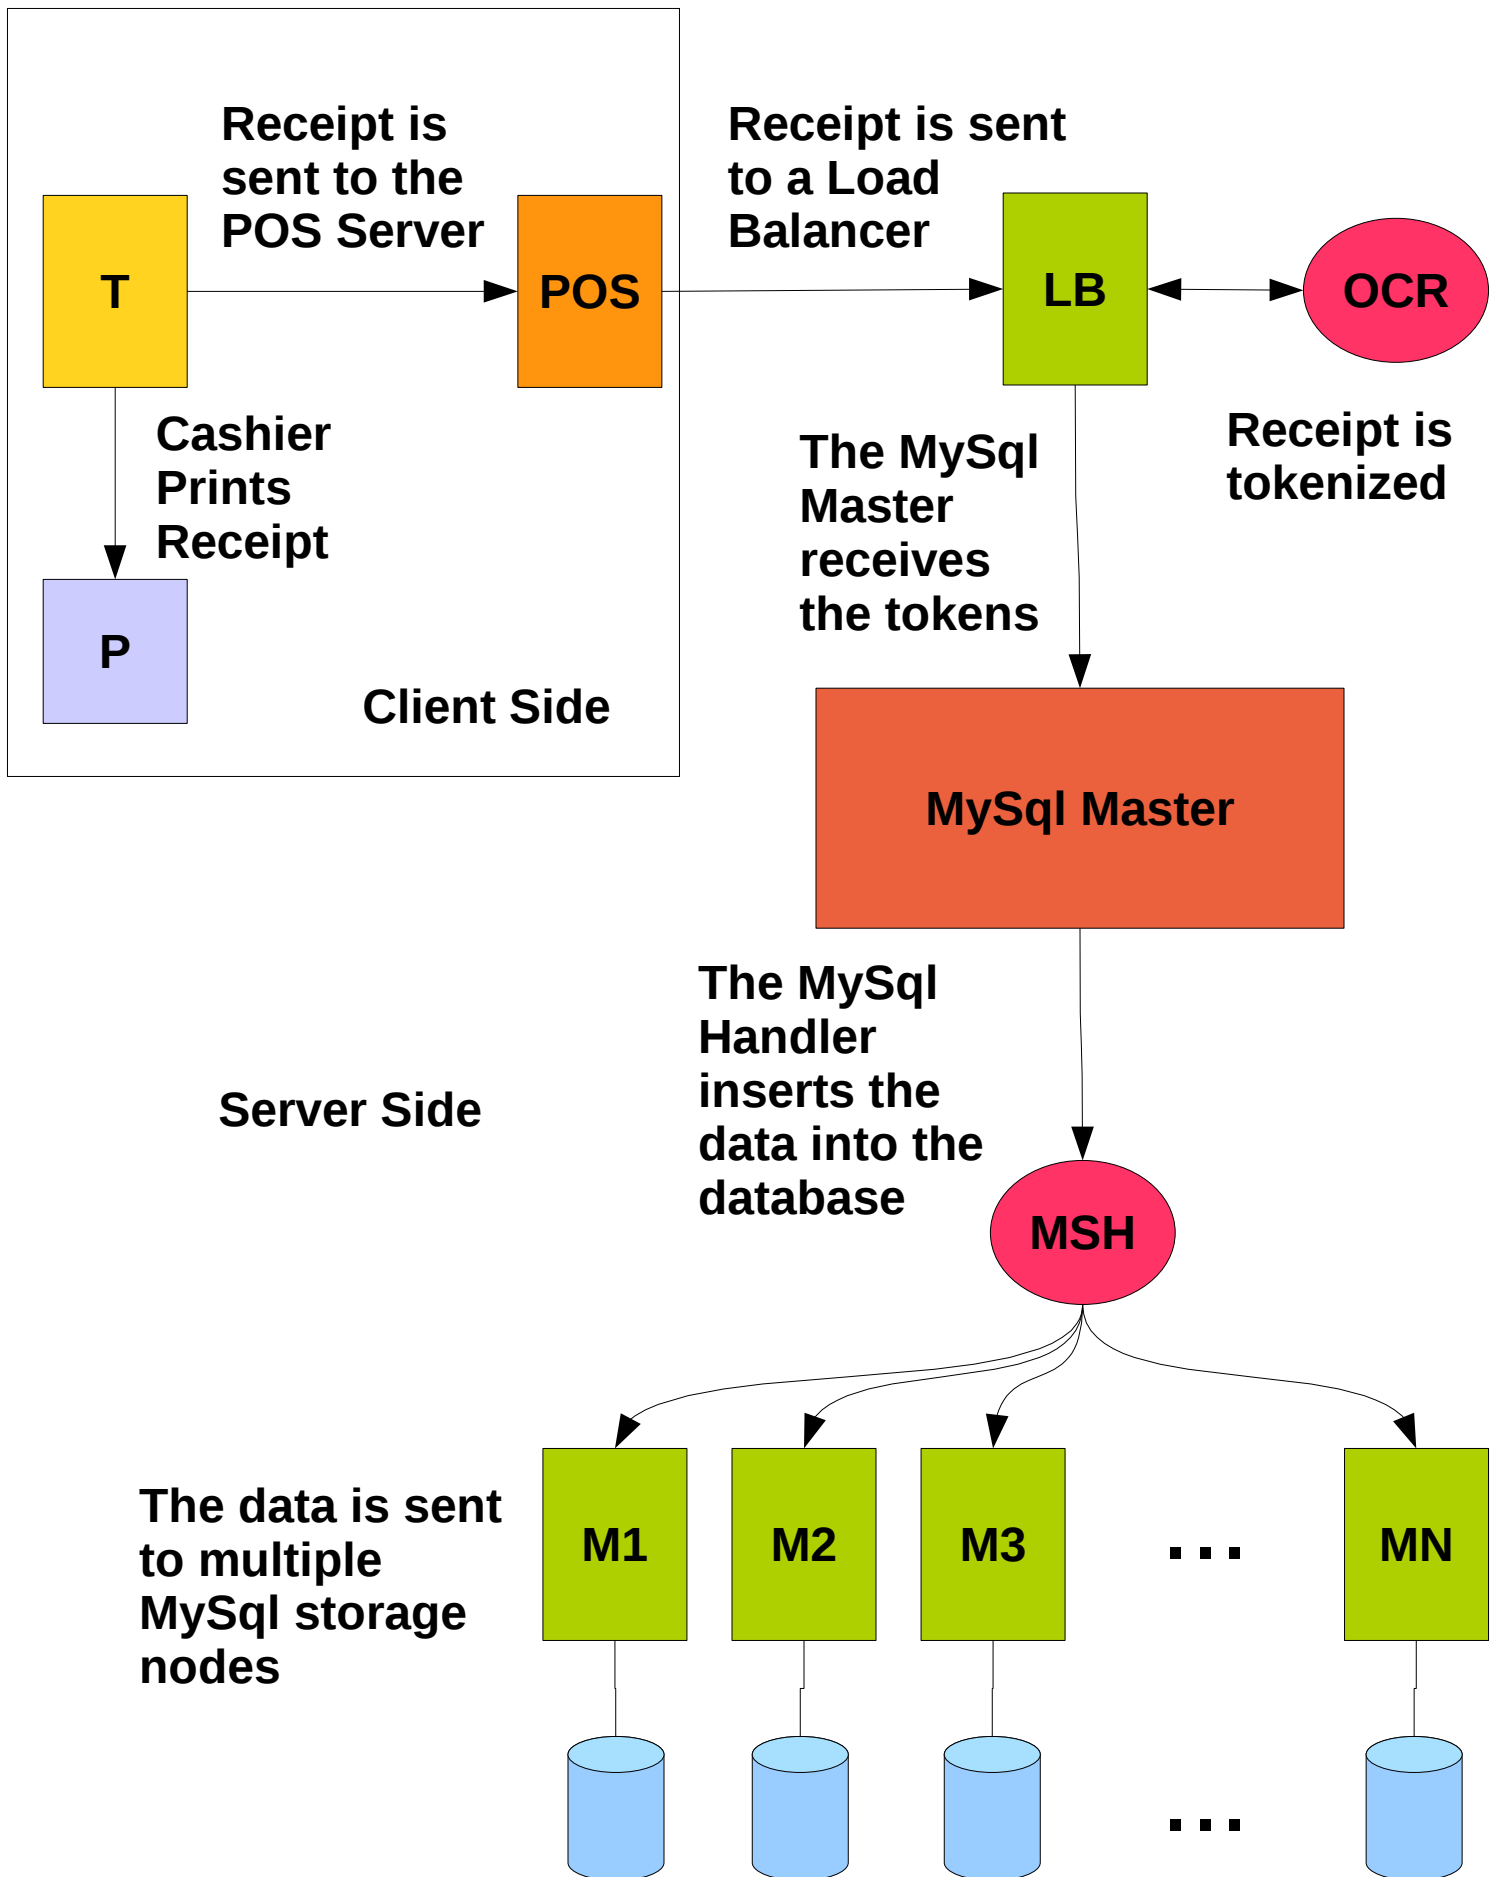 Receipt is
sent to the
POS Server
Receipt is sent
to a Load
Balancer
T
POS
LB
OCR
Cashier
Prints
Receipt
The MySql
Master
receives
the tokens
Receipt is
tokenized
P
Client Side
MySql Master
The MySql
Handler
inserts the
data into the
database
Server Side
MSH
The data is sent
to multiple
MySql storage
nodes
M1
M2
M3
...
MN
...